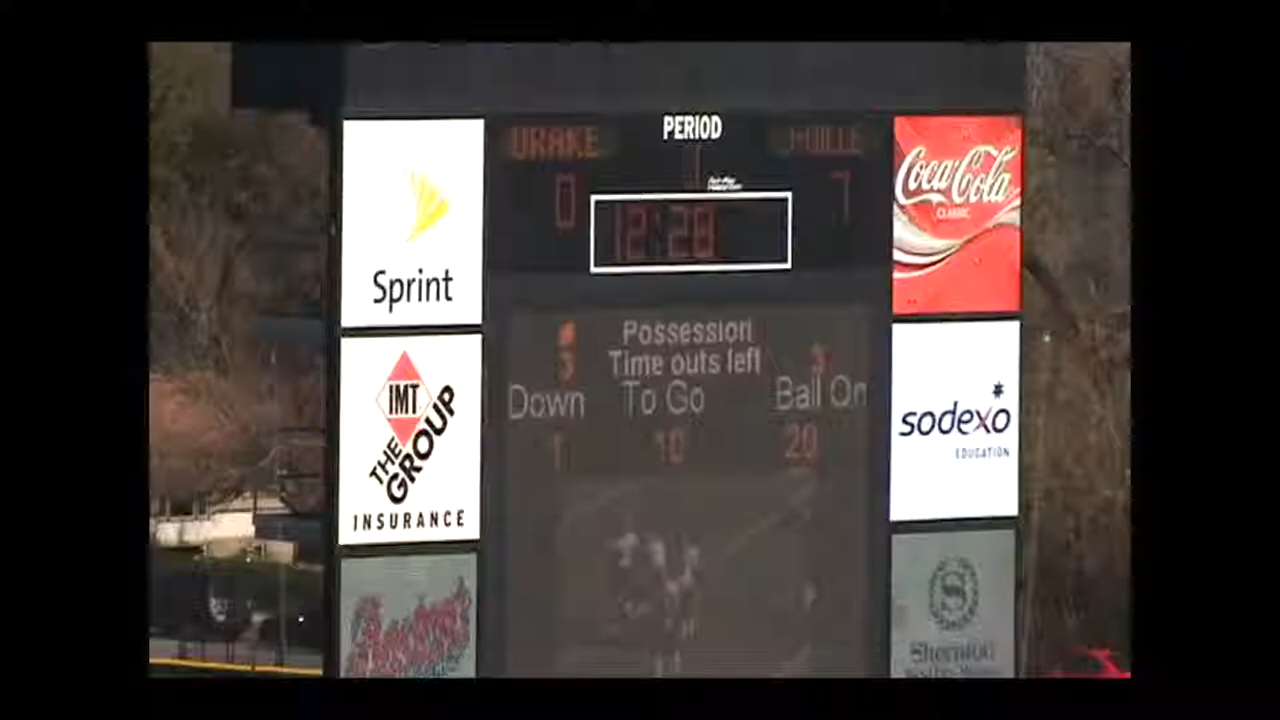 DRAKE
PERIOD
0
7
12:28
Sprint
Coca-Cola
CLASSIC
Possession
3
Time outs left
3
Down
To Go
Ball On
1
10
20
IMT
THE
GROUP
INSURANCE
sodexo
EDUCATION
S
Sheraton